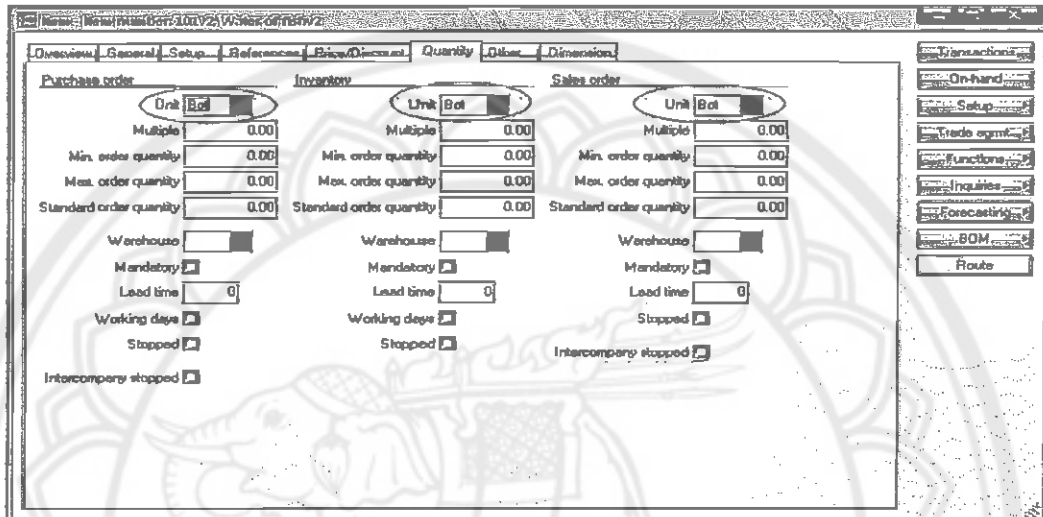 Overview General Setup References Price/Discount Quantity Other Dimension
Purchase order
Unit Bot
Multiple 0.00
Min. order quantity 0.00
Max. order quantity 0.00
Standard order quantity 0.00
Warehouse
Mandatory
Lead time 0
Working days
Stopped
Intercompany stopped
Inventory
Unit Bot
Multiple 0.00
Min. order quantity 0.00
Max. order quantity 0.00
Standard order quantity 0.00
Warehouse
Mandatory
Lead time 0
Working days
Stopped
Sales order
Unit Bot
Multiple 0.00
Min. order quantity 0.00
Max. order quantity 0.00
Standard order quantity 0.00
Warehouse
Mandatory
Lead time 0
Stopped
Intercompany stopped
Transactions
On-hand
Setup
Trade agmt.
Functions
Inquiries
Forecasting
BOM
Route